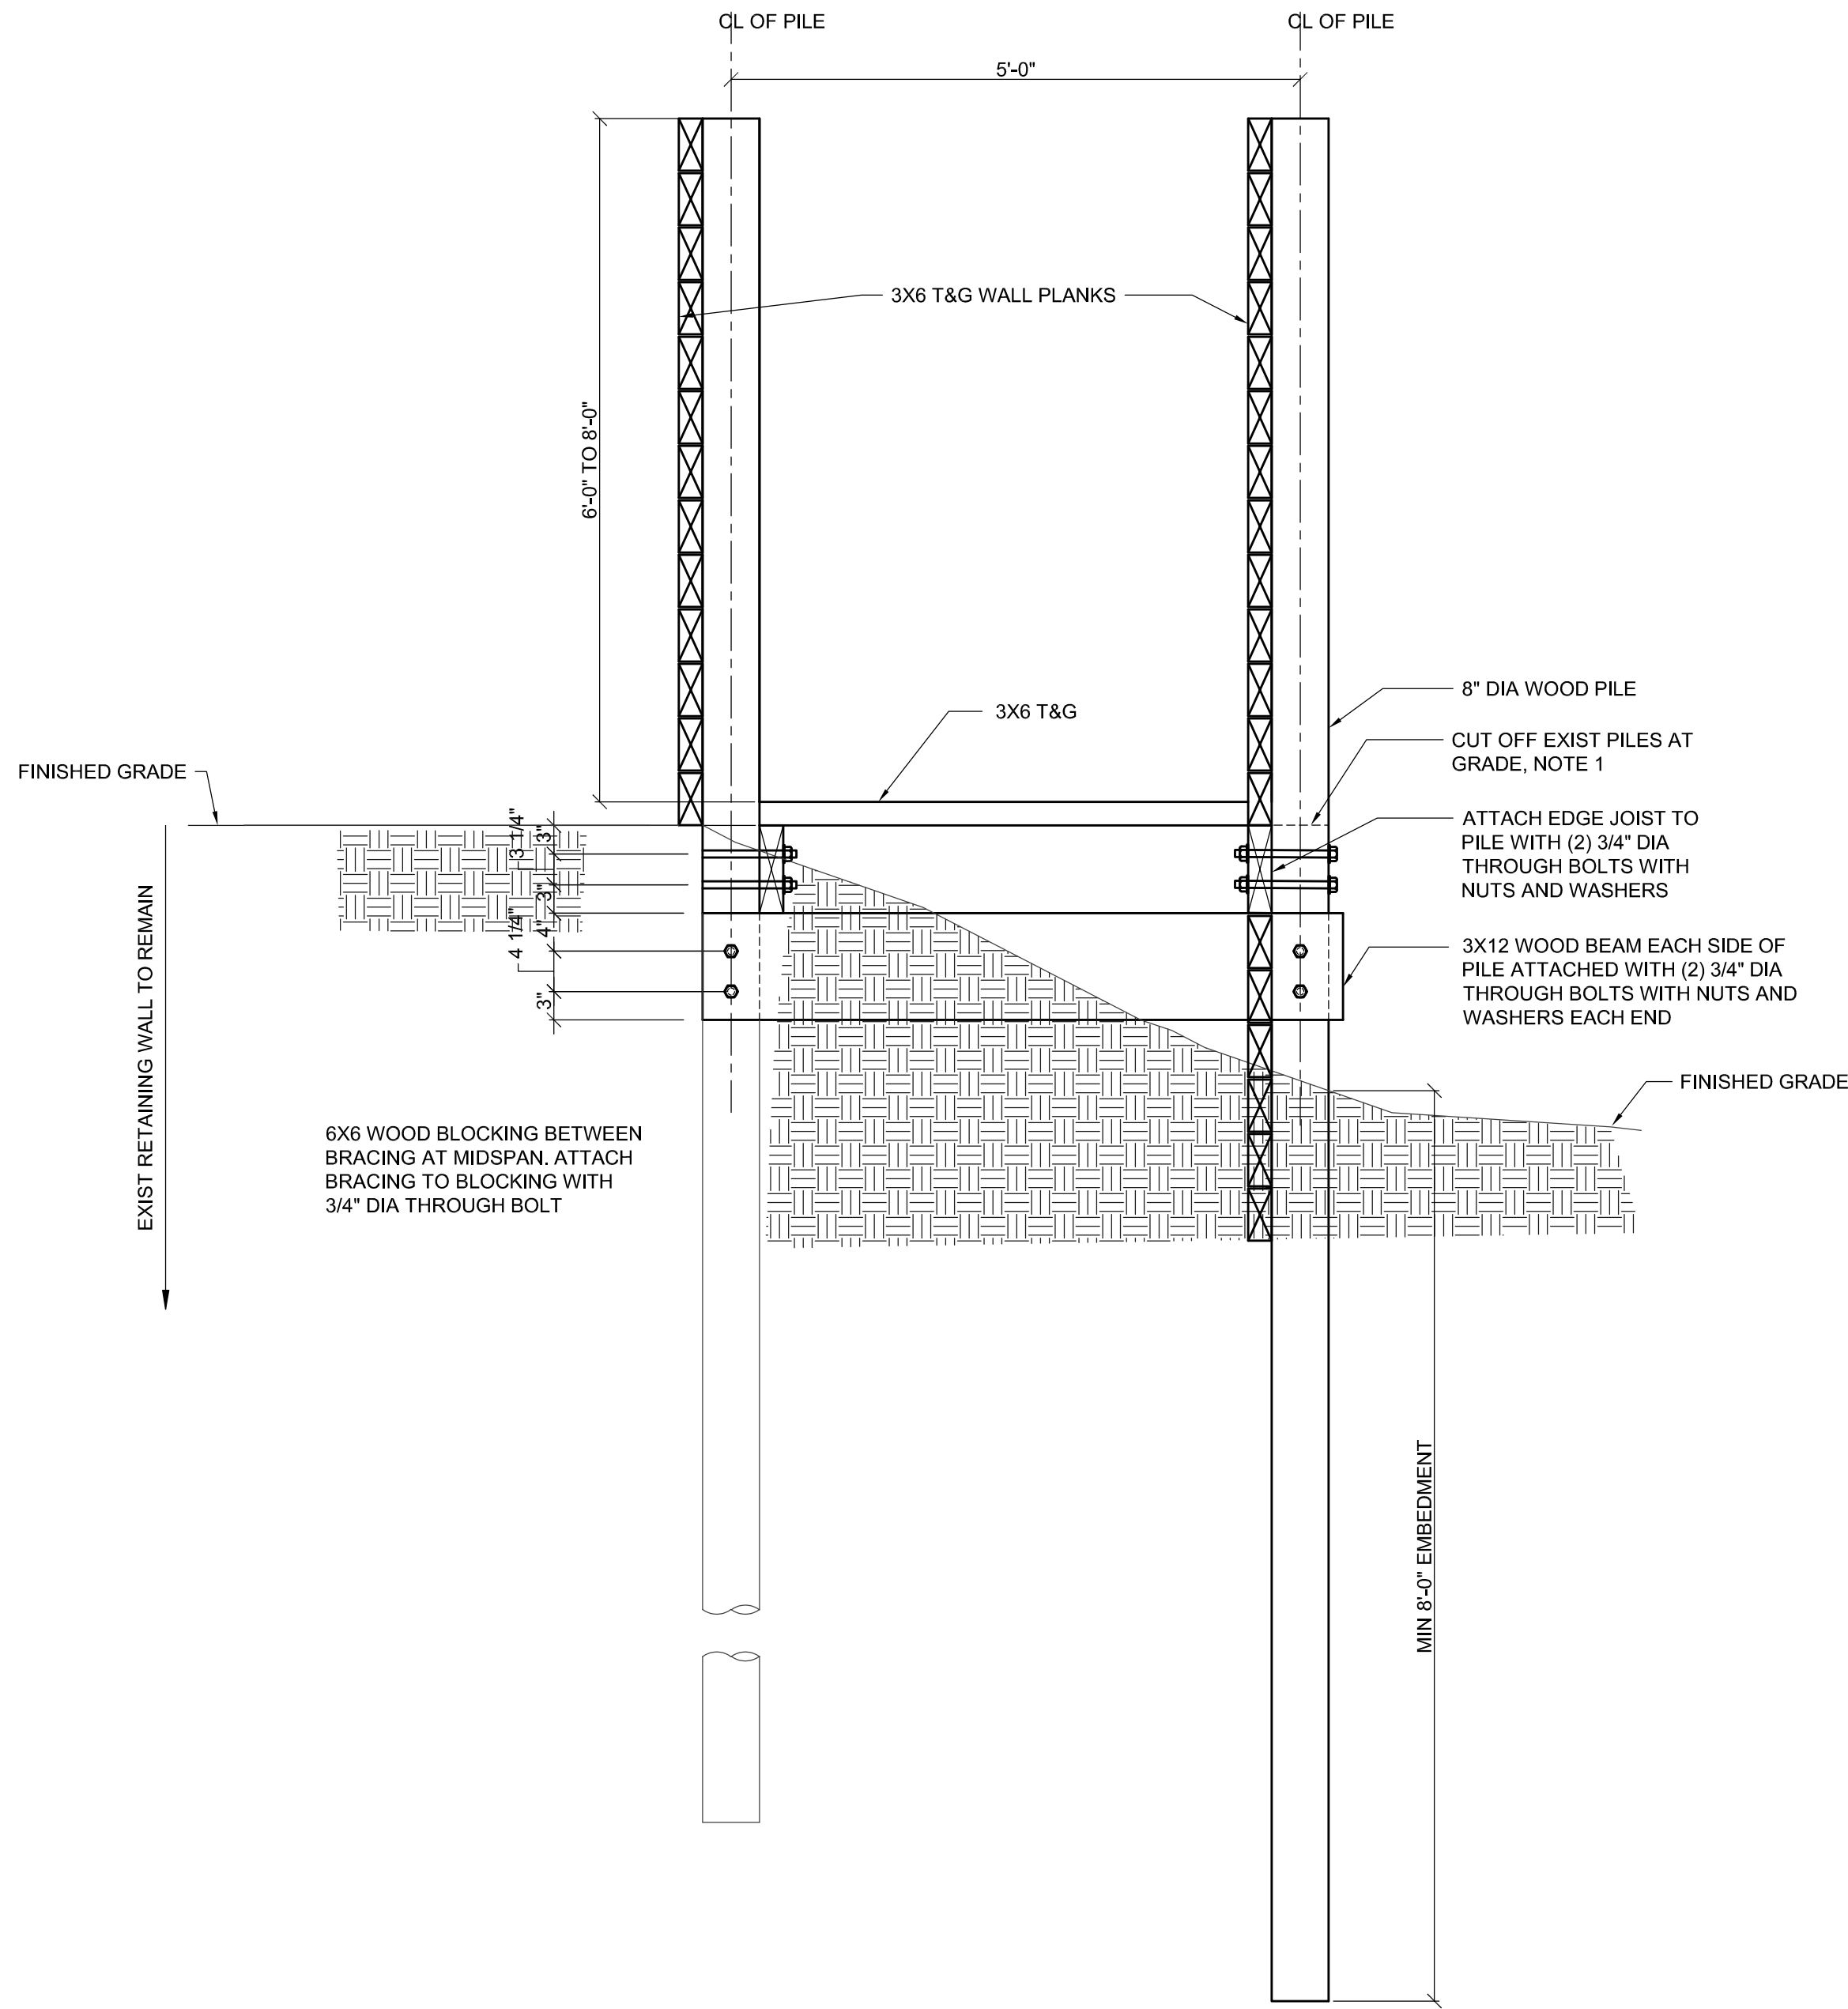 CL OF PILE
CL OF PILE
5'-0"
6'-0" TO 8'-0"
3X6 T&G WALL PLANKS
8" DIA WOOD PILE
3X6 T&G
CUT OFF EXIST PILES AT
GRADE, NOTE 1
FINISHED GRADE
ATTACH EDGE JOIST TO
PILE WITH (2) 3/4" DIA
THROUGH BOLTS WITH
NUTS AND WASHERS
3"
3 1/4"
3"
4"
4 1/4"
3"
3X12 WOOD BEAM EACH SIDE OF
PILE ATTACHED WITH (2) 3/4" DIA
THROUGH BOLTS WITH NUTS AND
WASHERS EACH END
EXIST RETAINING WALL TO REMAIN
FINISHED GRADE
6X6 WOOD BLOCKING BETWEEN
BRACING AT MIDSPAN. ATTACH
BRACING TO BLOCKING WITH
3/4" DIA THROUGH BOLT
MIN 8'-0" EMBEDMENT